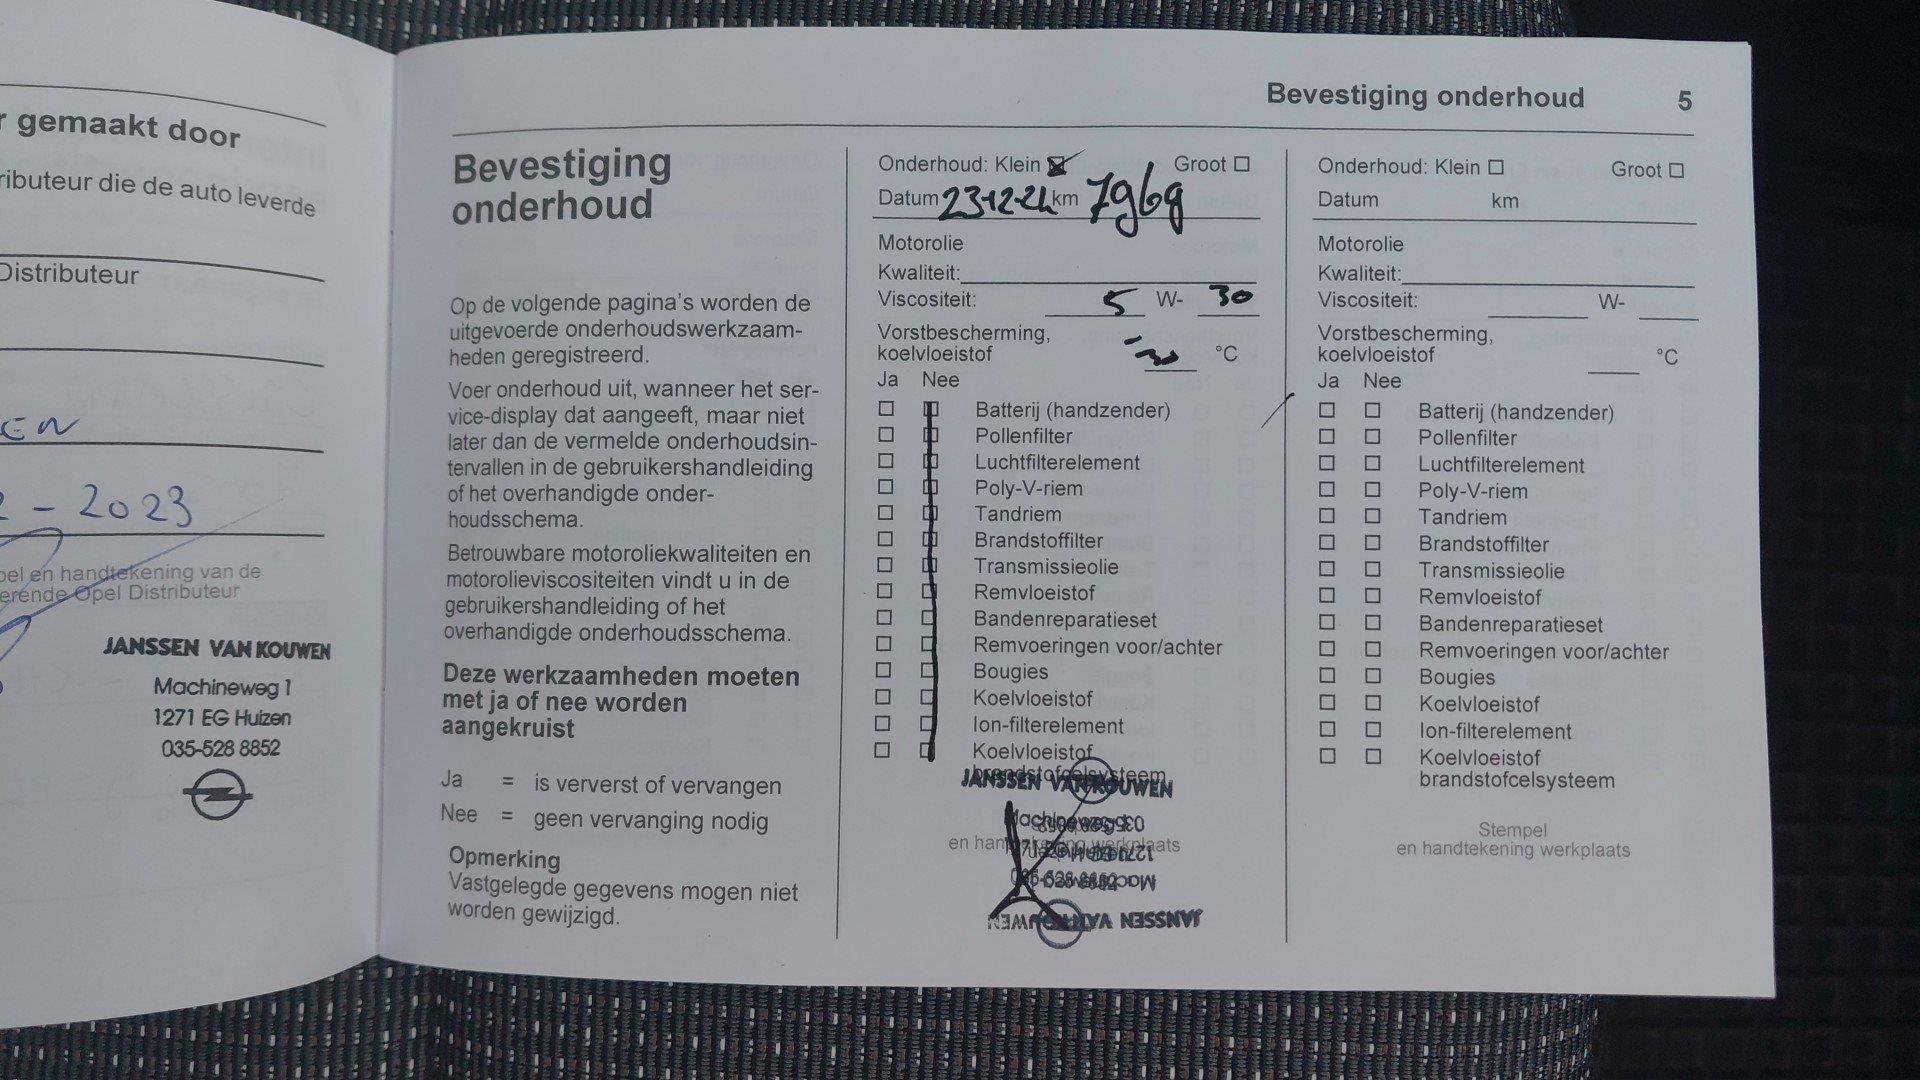 r gemaakt door
ributeur die de auto leverde
Distributeur
EN
2 - 2023
pel en handtekening van de
erende Opel Distributeur
JANSSEN VAN KOUWEN
Machineweg 1
1271 EG Huizen
035-528 8852
Bevestiging onderhoud 5
Bevestiging
onderhoud
Op de volgende pagina's worden de
uitgevoerde onderhoudswerkzaam-
heden geregistreerd.
Voer onderhoud uit, wanneer het ser-
vice-display dat aangeeft, maar niet
later dan de vermelde onderhoudsin-
tervallen in de gebruikershandleiding
of het overhandigde onder-
houdsschema.
Betrouwbare motoroliekwaliteiten en
motorolieviscositeiten vindt u in de
gebruikershandleiding of het
overhandigde onderhoudsschema.
Deze werkzaamheden moeten
met ja of nee worden
aangekruist
Ja = is ververst of vervangen
Nee = geen vervanging nodig
Opmerking
Vastgelegde gegevens mogen niet
worden gewijzigd.
Onderhoud: Klein Groot
Datum 23-12-24 km 7969
Motorolie
Kwaliteit:
Viscositeit: 5 W- 30
Vorstbescherming,
koelvloeistof -30 °C
Ja Nee
Batterij (handzender)
Pollenfilter
Luchtfilterelement
Poly-V-riem
Tandriem
Brandstoffilter
Transmissieolie
Remvloeistof
Bandenreparatieset
Remvoeringen voor/achter
Bougies
Koelvloeistof
Ion-filterelement
Koelvloeistof
brandstofcelsysteem
JANSSEN VAN KOUWEN
en handtekening werkplaats
JANSSEN VAN KOUWEN
Onderhoud: Klein Groot
Datum km
Motorolie
Kwaliteit:
Viscositeit: W-
Vorstbescherming,
koelvloeistof °C
Ja Nee
Batterij (handzender)
Pollenfilter
Luchtfilterelement
Poly-V-riem
Tandriem
Brandstoffilter
Transmissieolie
Remvloeistof
Bandenreparatieset
Remvoeringen voor/achter
Bougies
Koelvloeistof
Ion-filterelement
Koelvloeistof
brandstofcelsysteem
Stempel
en handtekening werkplaats